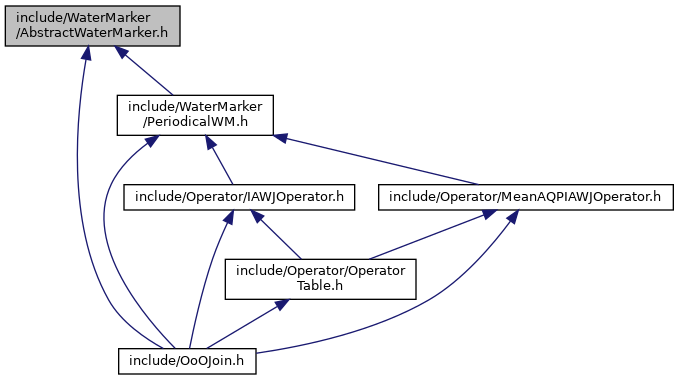 include/WaterMarker
/AbstractWaterMarker.h
include/WaterMarker
/PeriodicalWM.h
include/Operator/IAWJOperator.h
include/Operator/MeanAQPIAWJOperator.h
include/Operator/Operator
Table.h
include/OoOJoin.h